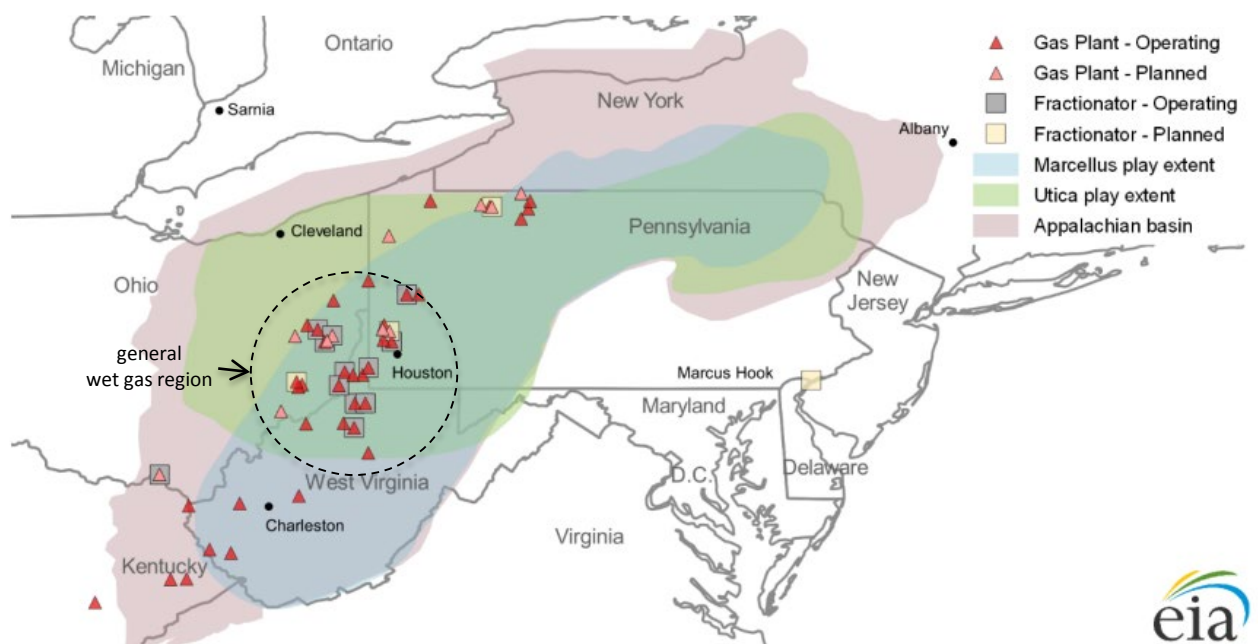 Ontario
Michigan
Sarnia
New York
Albany
Cleveland
Pennsylvania
Ohio
New
Jersey
general
wet gas region
Houston
Marcus Hook
Maryland
D.C.
Delaware
West Virginia
Charleston
Virginia
Kentucky
Gas Plant - Operating
Gas Plant - Planned
Fractionator - Operating
Fractionator - Planned
Marcellus play extent
Utica play extent
Appalachian basin
eia